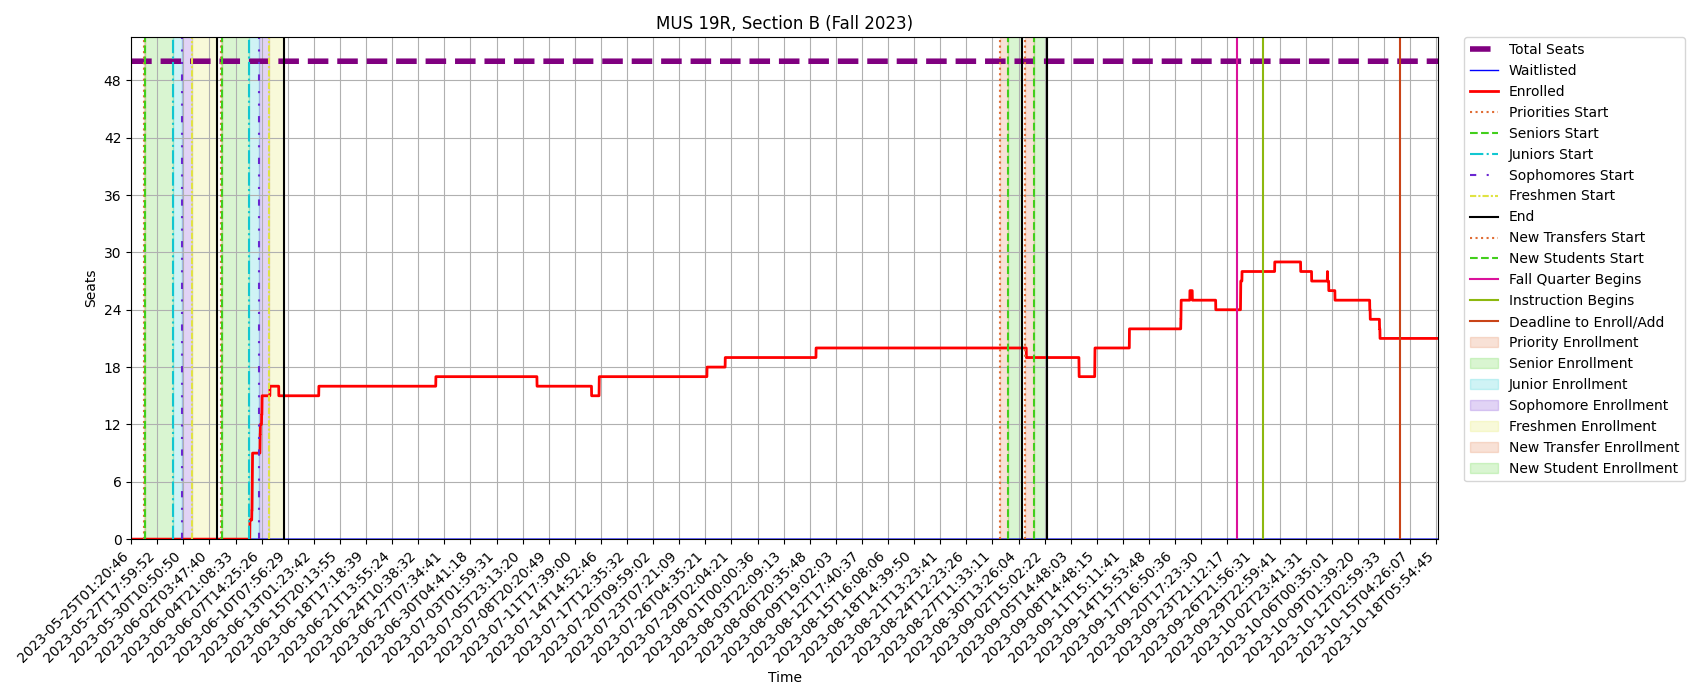 MUS 19R, Section B (Fall 2023)
Seats
48
42
36
30
24
18
12
6
0
2023-05-25T01:20:46
2023-05-27T17:59:52
2023-05-30T10:50:50
2023-06-02T03:47:40
2023-06-04T21:08:33
2023-06-07T14:25:26
2023-06-10T07:56:29
2023-06-13T01:23:42
2023-06-15T20:13:55
2023-06-18T17:18:39
2023-06-21T13:55:24
2023-06-24T10:38:32
2023-06-27T07:34:41
2023-06-30T04:41:18
2023-07-03T01:59:31
2023-07-05T23:13:20
2023-07-08T20:20:49
2023-07-11T17:39:00
2023-07-14T14:52:46
2023-07-17T12:35:32
2023-07-20T09:59:02
2023-07-23T07:21:09
2023-07-26T04:35:21
2023-07-29T02:04:21
2023-08-01T00:00:36
2023-08-03T22:09:13
2023-08-06T20:35:48
2023-08-09T19:02:03
2023-08-12T17:40:37
2023-08-15T16:08:06
2023-08-18T14:39:50
2023-08-21T13:23:41
2023-08-24T12:23:26
2023-08-27T11:33:11
2023-08-30T13:26:04
2023-09-02T15:02:22
2023-09-05T14:48:03
2023-09-08T14:48:15
2023-09-11T15:11:41
2023-09-14T15:53:48
2023-09-17T16:50:36
2023-09-20T17:23:30
2023-09-23T21:12:17
2023-09-26T21:56:31
2023-09-29T22:59:41
2023-10-02T23:41:31
2023-10-06T00:35:01
2023-10-09T01:39:20
2023-10-12T02:59:33
2023-10-15T04:26:07
2023-10-18T05:54:45
Time
Total Seats
Waitlisted
Enrolled
Priorities Start
Seniors Start
Juniors Start
Sophomores Start
Freshmen Start
End
New Transfers Start
New Students Start
Fall Quarter Begins
Instruction Begins
Deadline to Enroll/Add
Priority Enrollment
Senior Enrollment
Junior Enrollment
Sophomore Enrollment
Freshmen Enrollment
New Transfer Enrollment
New Student Enrollment